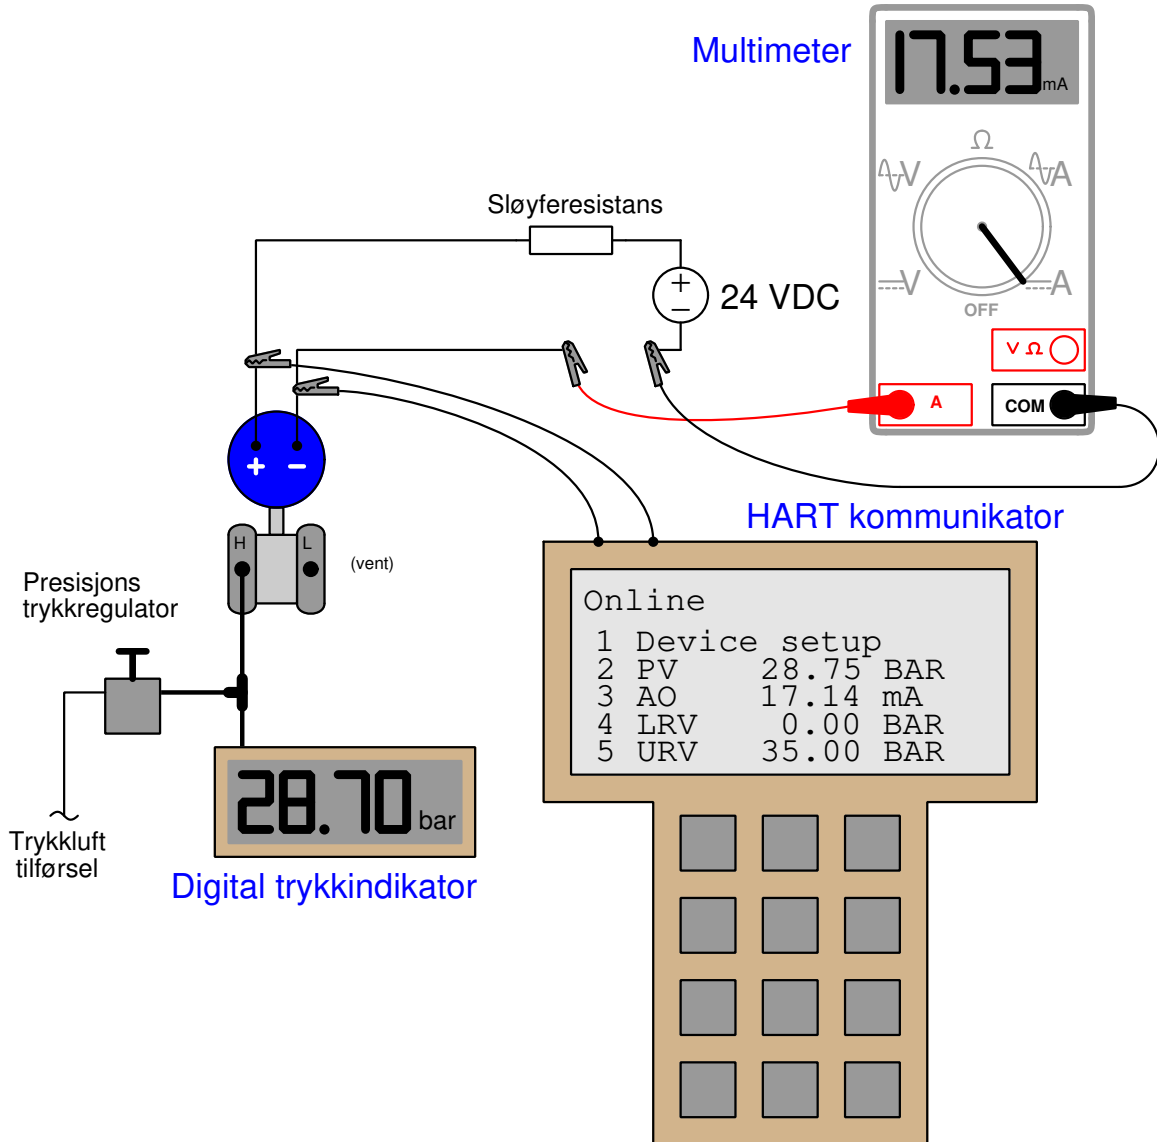 Multimeter
17.53 mA
Ω
V A
V A
OFF
V Ω
A
COM
Sløyferesistans
+
−
24 VDC
+ −
H L
(vent)
HART kommunikator
Presisjons
trykkregulator
Online
1 Device setup
2 PV 28.75 BAR
3 AO 17.14 mA
4 LRV 0.00 BAR
5 URV 35.00 BAR
28.70 bar
Trykkluft
tilførsel
Digital trykkindikator